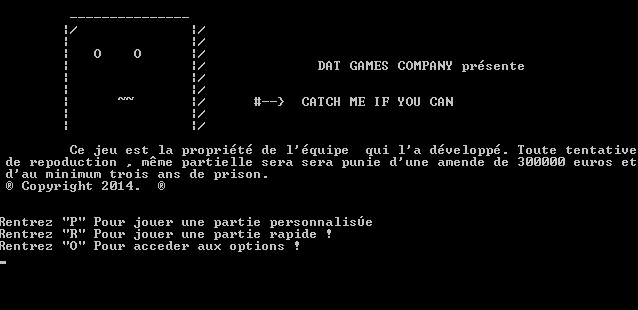 O O
DAT GAMES COMPANY présente
~~
#--> CATCH ME IF YOU CAN
Ce jeu est la propriété de l'équipe qui l'a développé. Toute tentative
de repoduction , même partielle sera sera punie d'une amende de 300000 euros et
d'au minimum trois ans de prison.
® Copyright 2014. ®
Rentrez "P" Pour jouer une partie personnalisÚe
Rentrez "R" Pour jouer une partie rapide !
Rentrez "O" Pour acceder aux options !